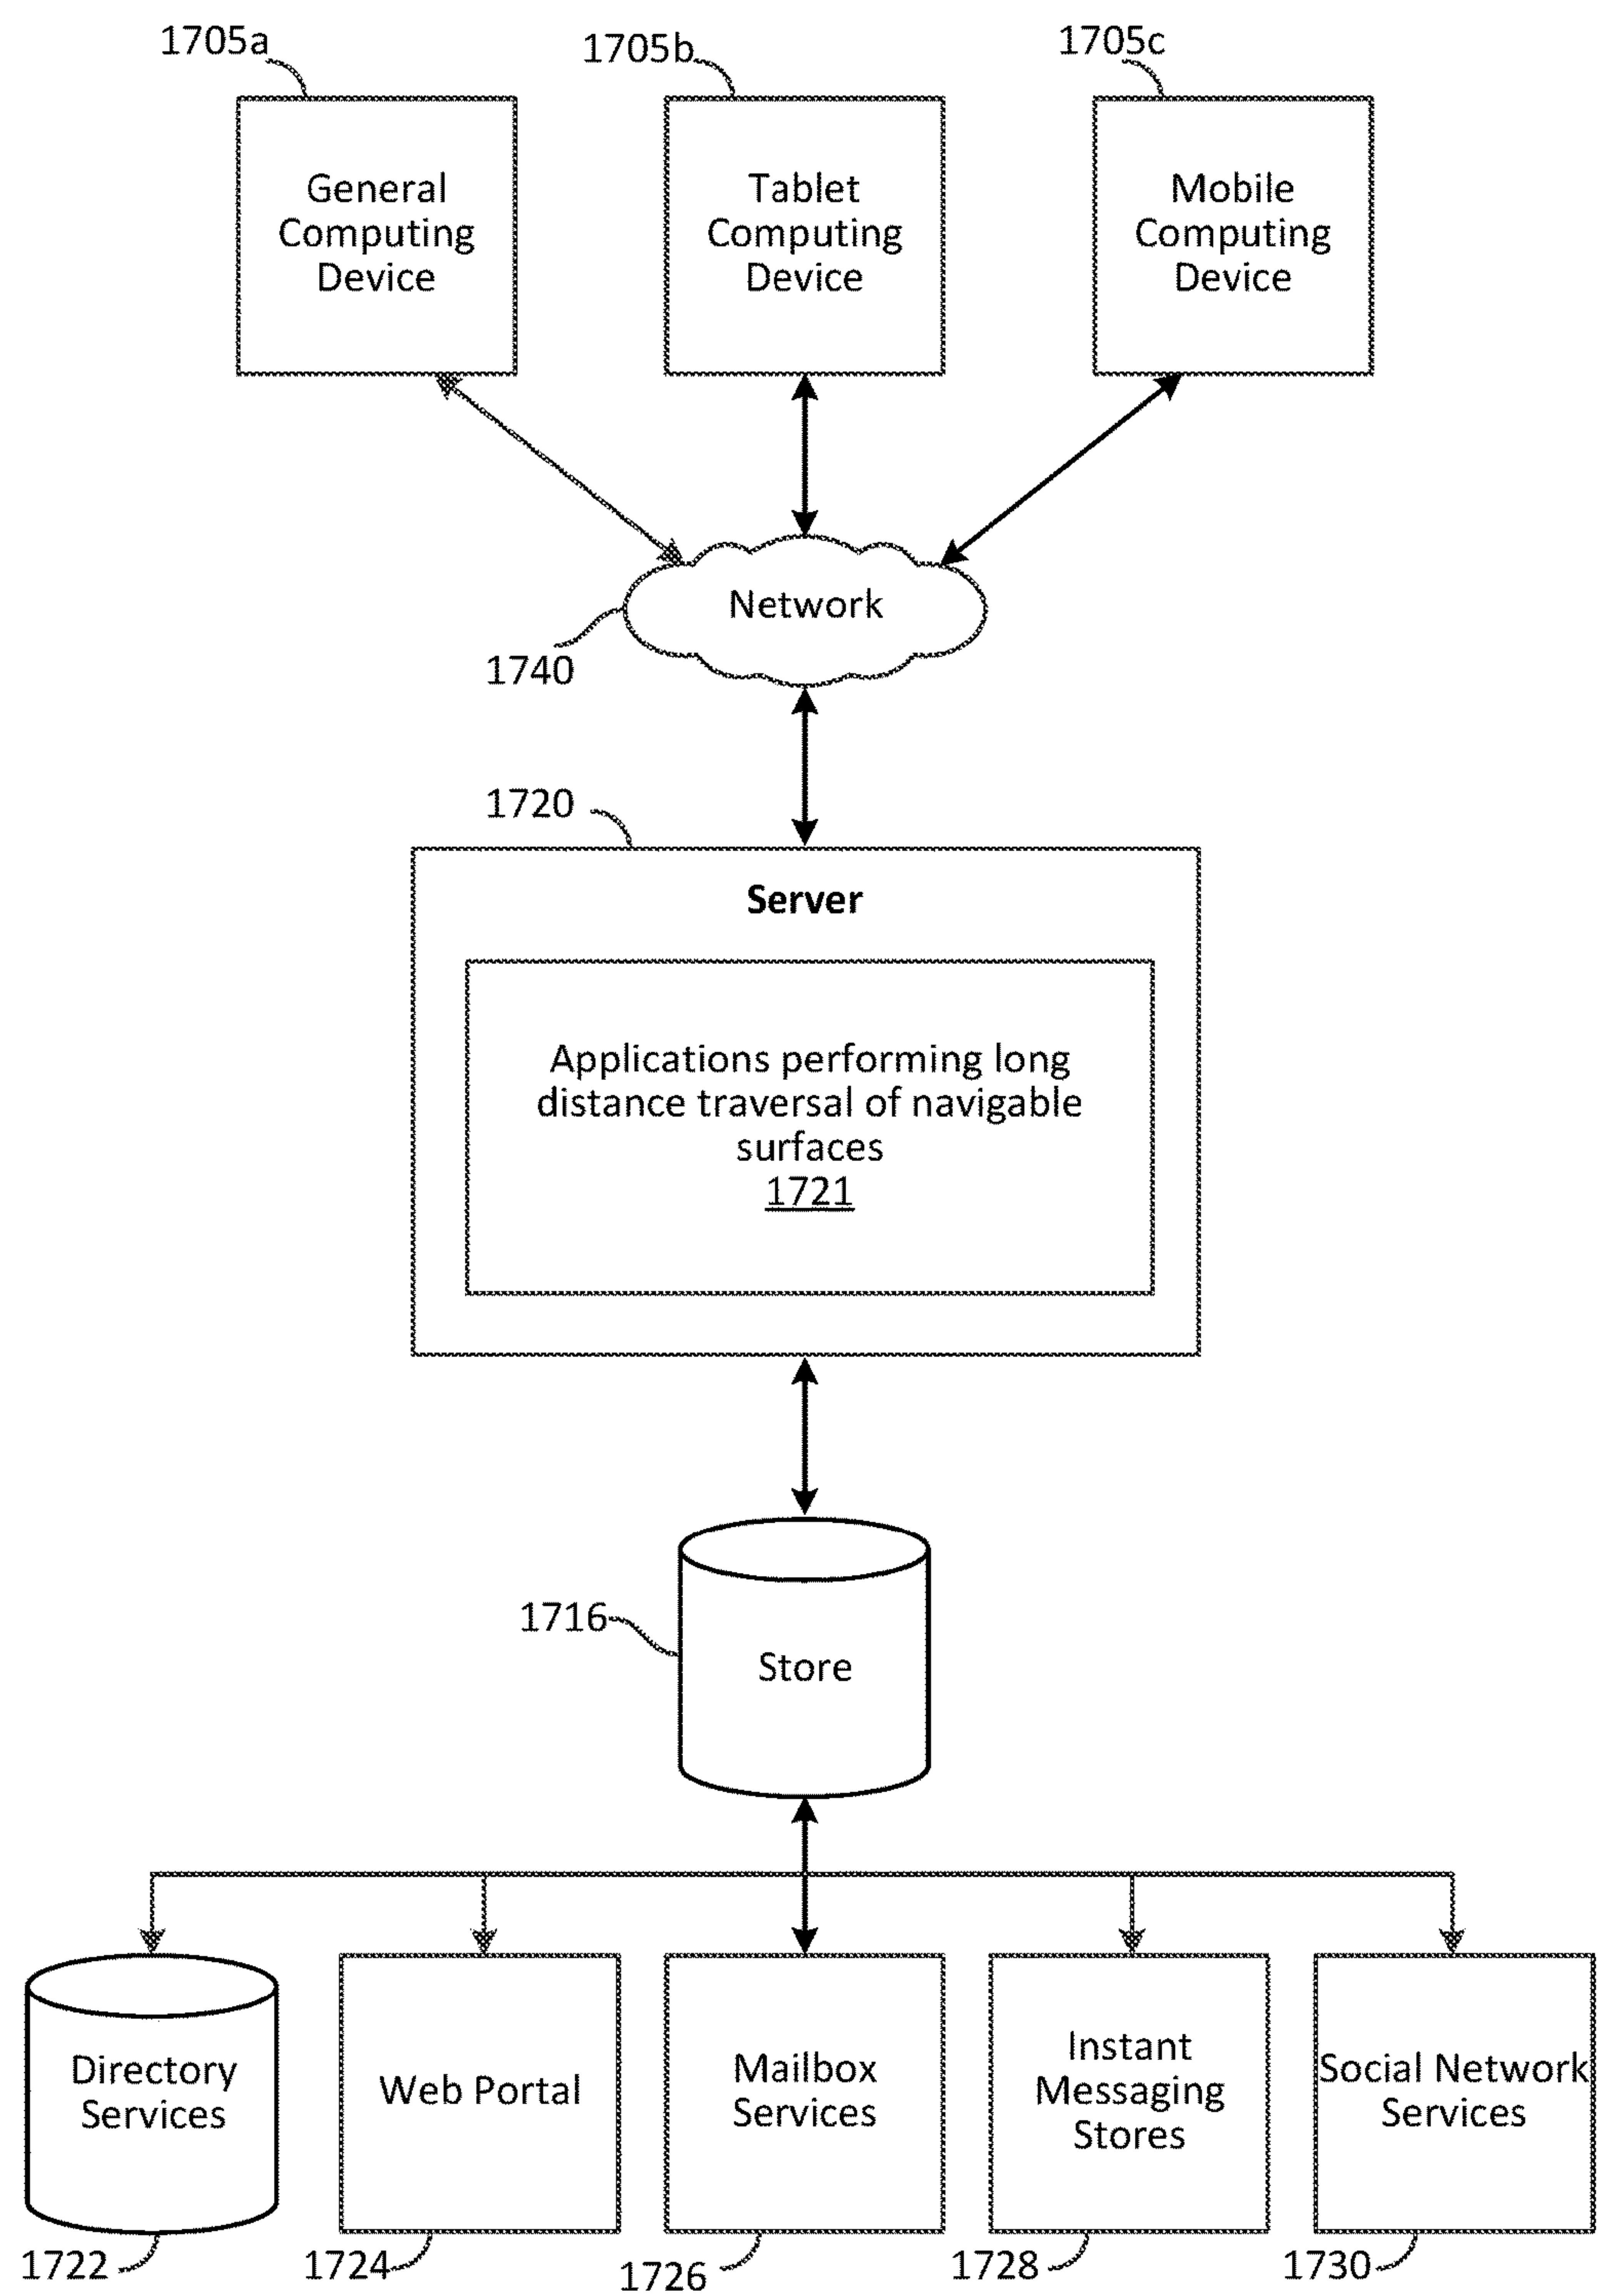 1705a
1705b
1705c
General
Computing
Device
Tablet
Computing
Device
Mobile
Computing
Device
Network
1740
1720
Server
Applications performing long
distance traversal of navigable
surfaces
1721
1716
Store
Directory
Services
Web Portal
Mailbox
Services
Instant
Messaging
Stores
Social Network
Services
1722
1724
1726
1728
1730